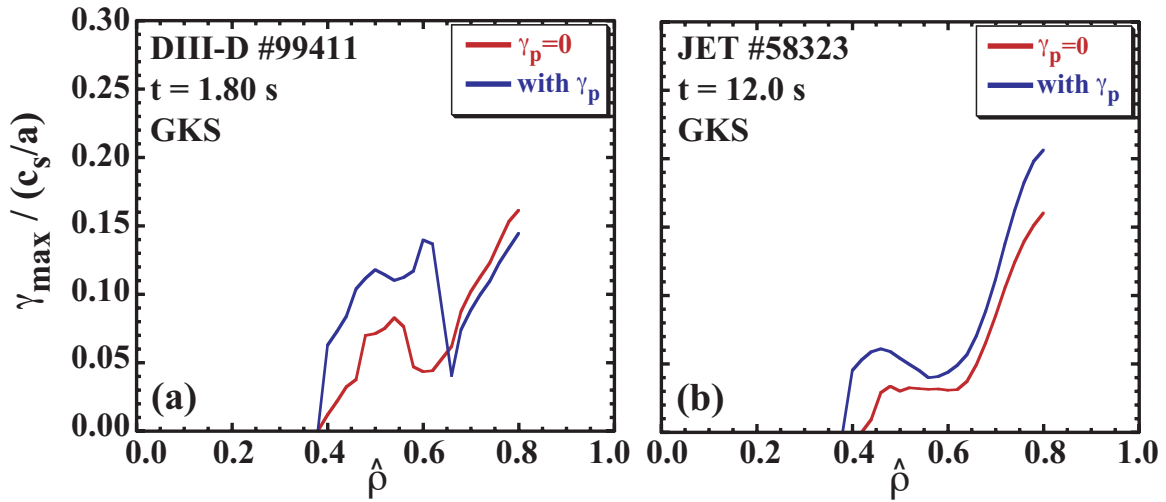 DIII-D #99411
t = 1.80 s
GKS
γp=0
with γp
(a)
0.30
0.25
0.20
0.15
0.10
0.05
0.00
γmax / (cs/a)
0.0 0.2 0.4 0.6 0.8 1.0
ρ̂
JET #58323
t = 12.0 s
GKS
γp=0
with γp
(b)
0.0 0.2 0.4 0.6 0.8 1.0
ρ̂